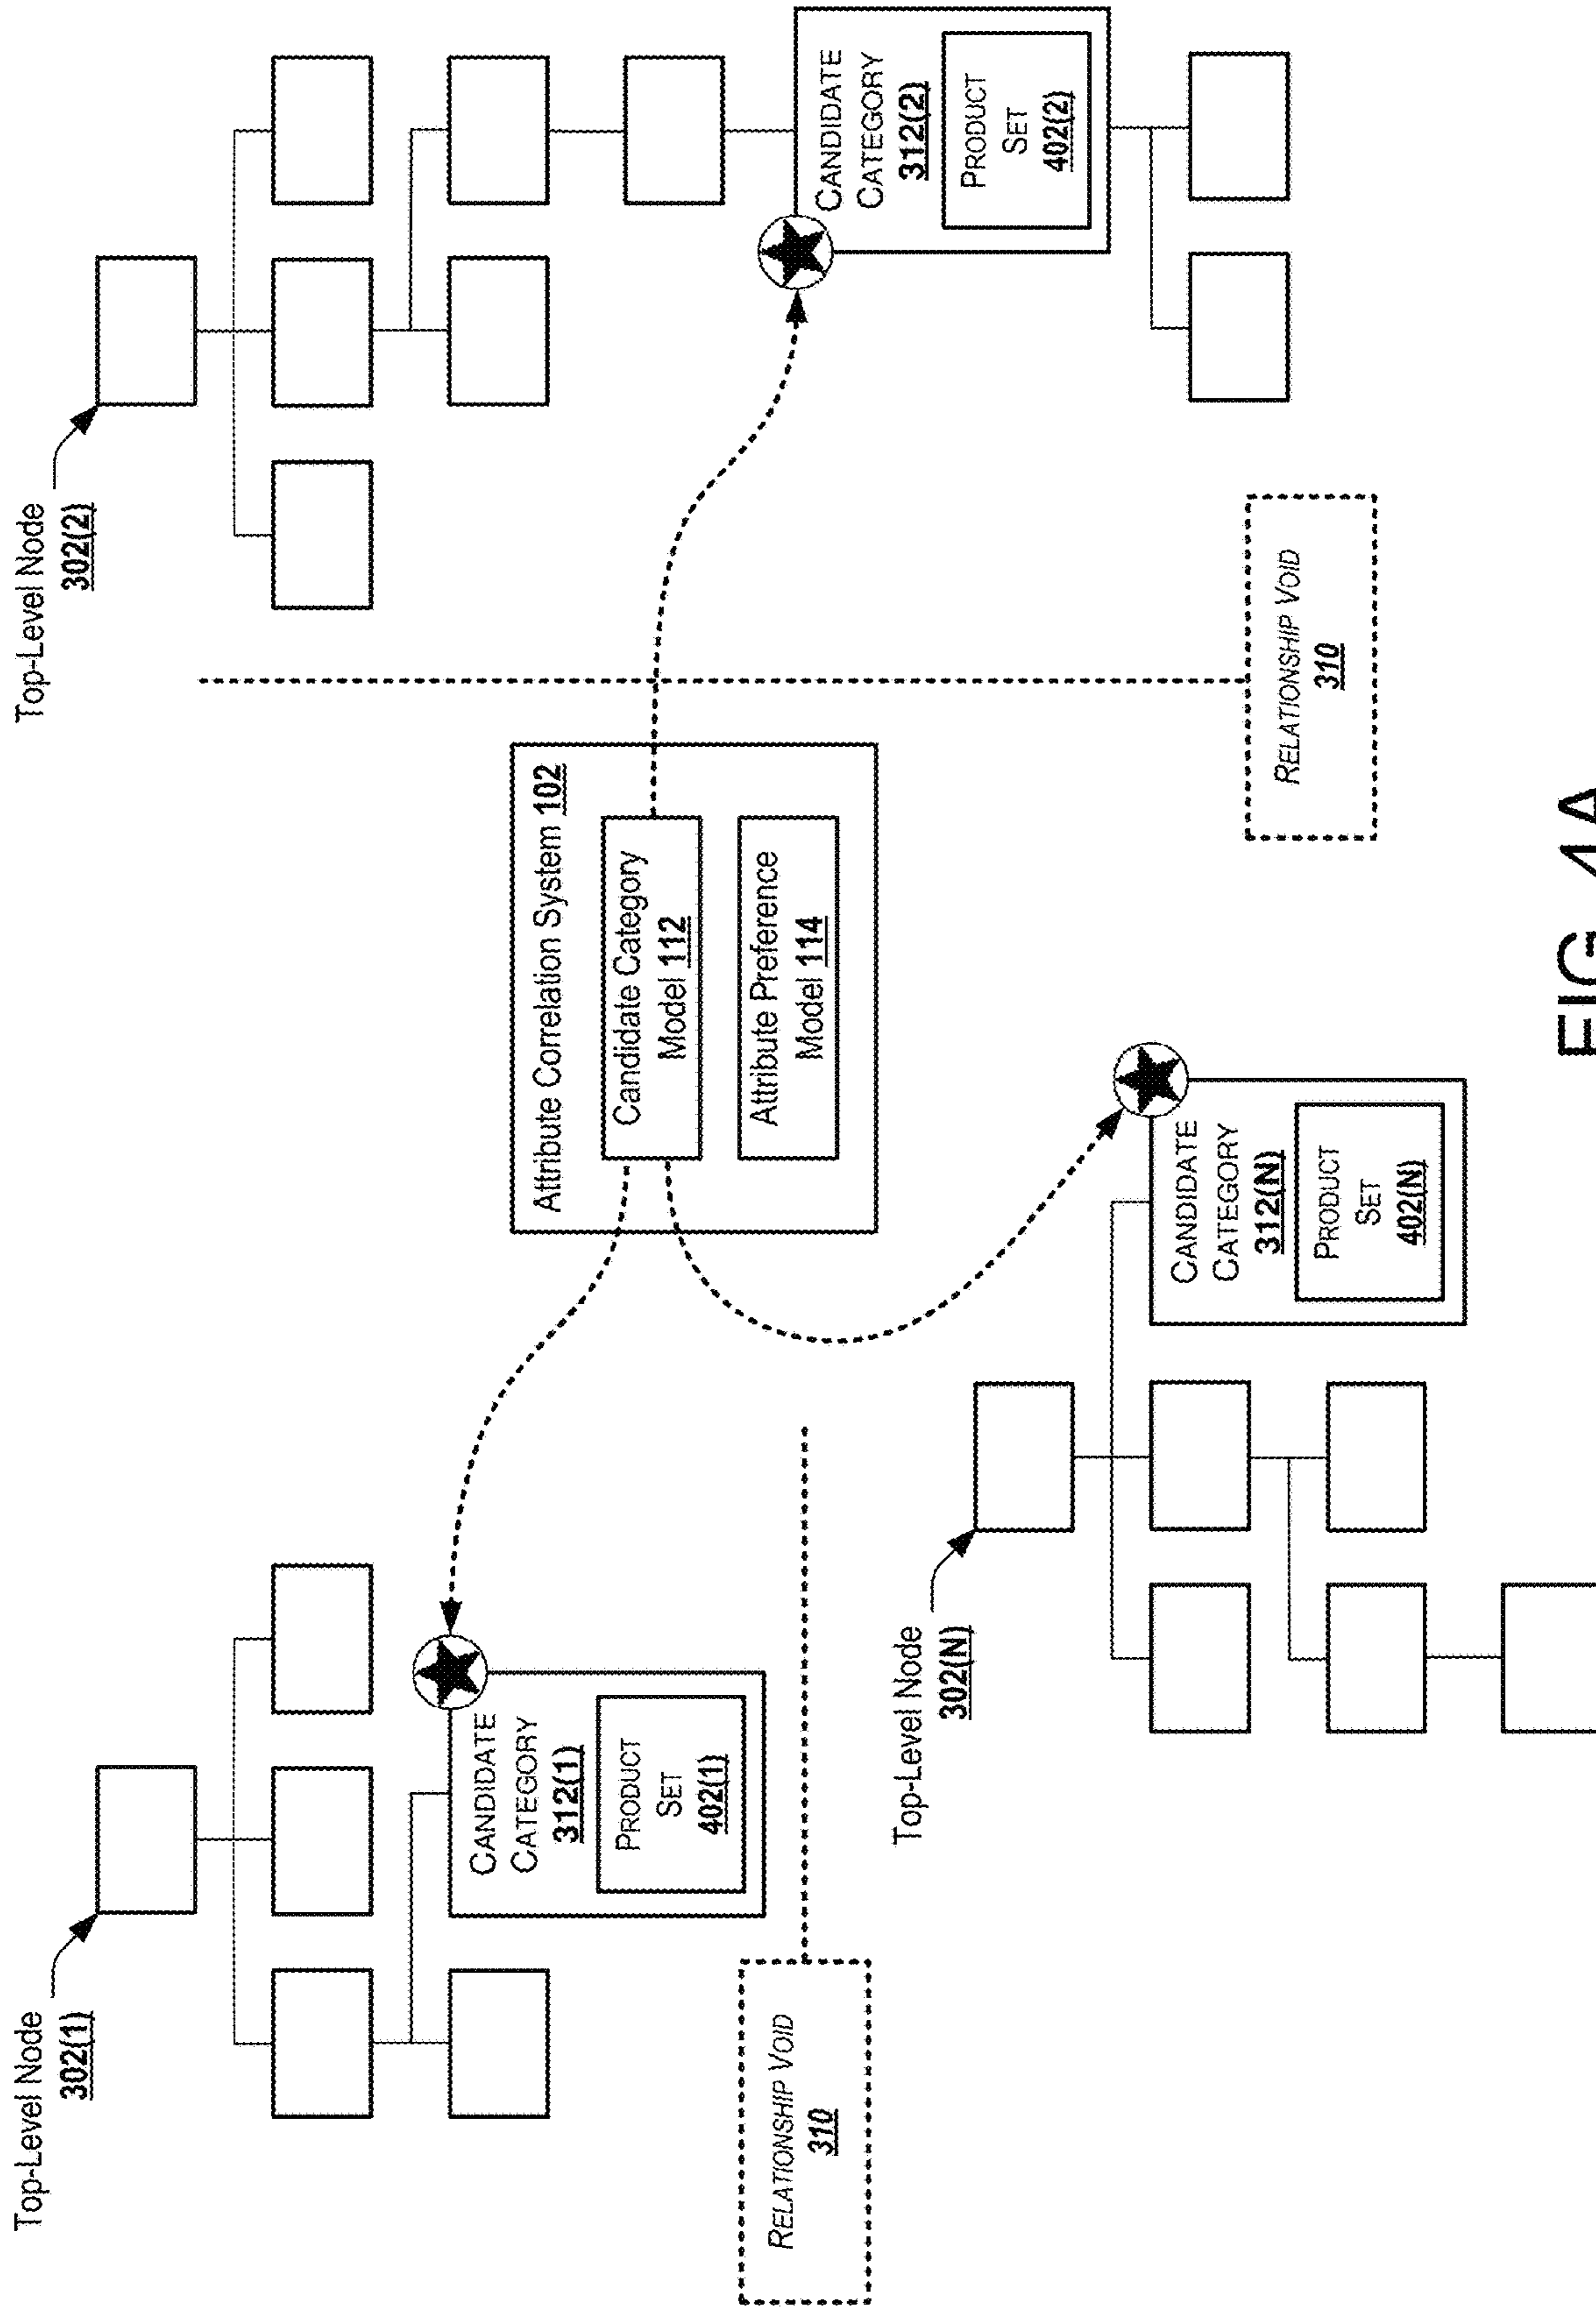 Top-Level Node
302(1)
CANDIDATE
CATEGORY
312(1)
PRODUCT
SET
402(1)
RELATIONSHIP VOID
310
Attribute Correlation System 102
Candidate Category
Model 112
Attribute Preference
Model 114
Top-Level Node
302(2)
CANDIDATE
CATEGORY
312(2)
PRODUCT
SET
402(2)
RELATIONSHIP VOID
310
Top-Level Node
302(N)
CANDIDATE
CATEGORY
312(N)
PRODUCT
SET
402(N)
FIG. 4A